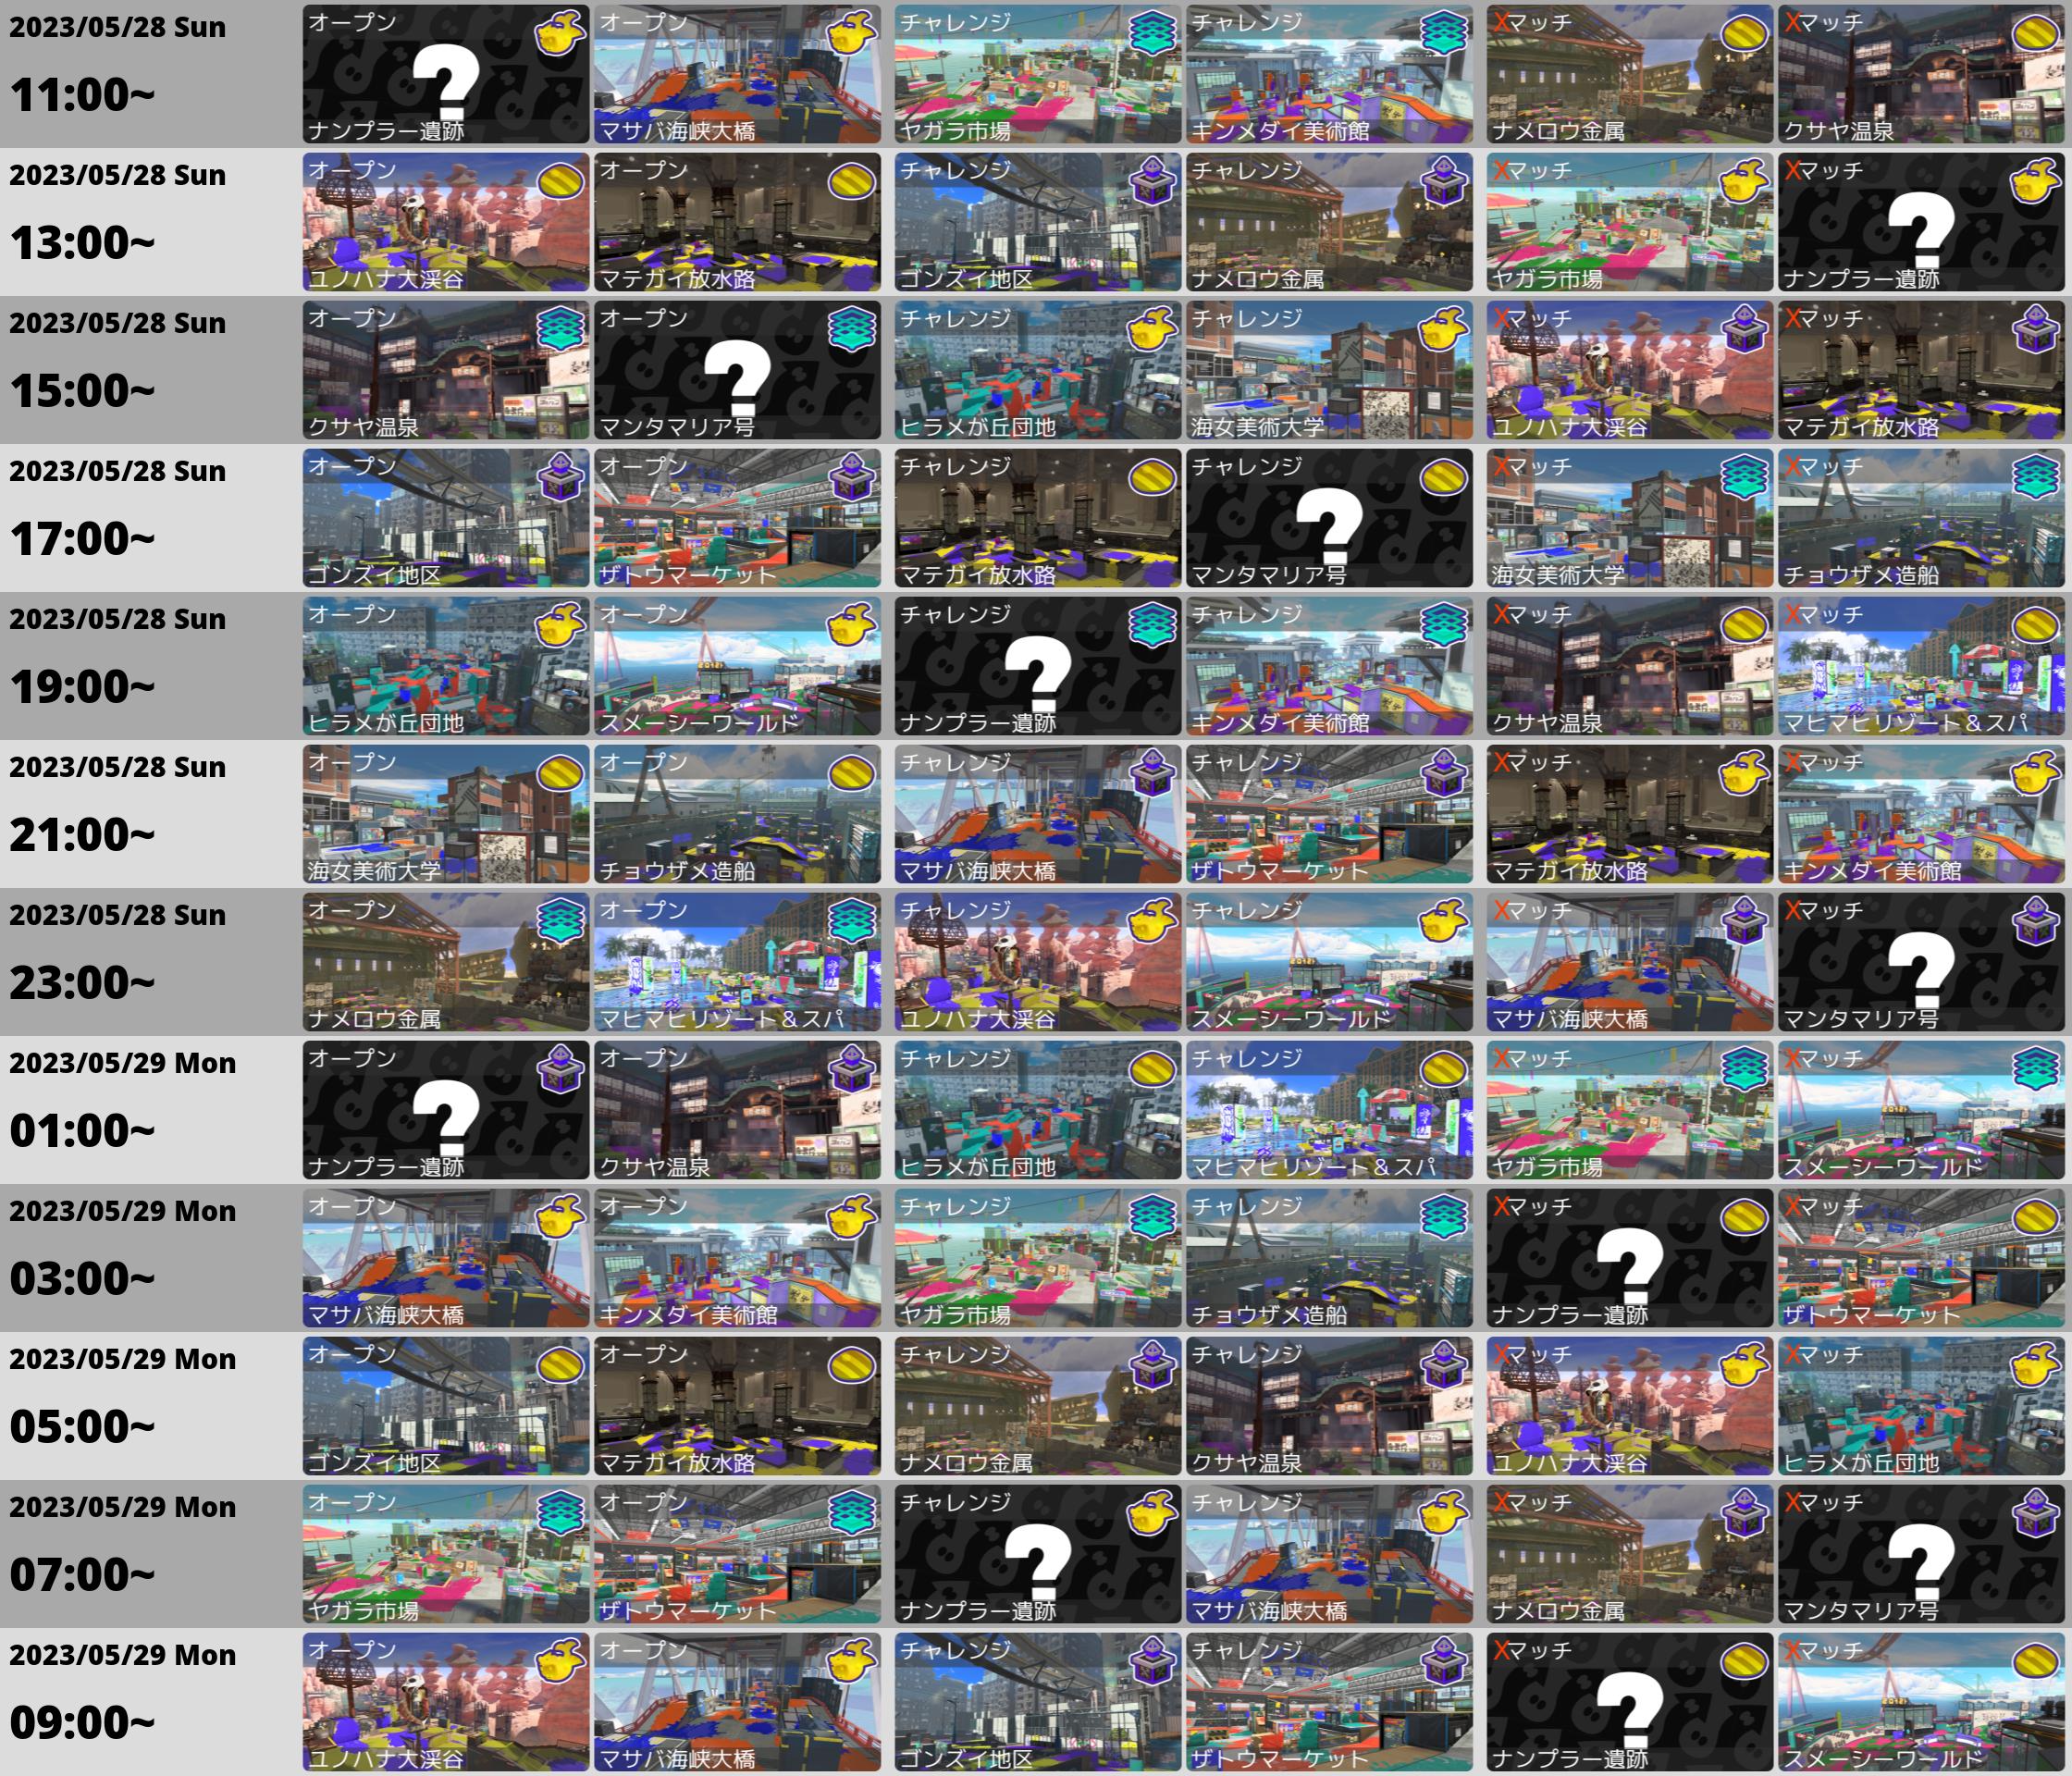 2023/05/28 Sun
11:00~
オープン オープン チャレンジ チャレンジ Xマッチ Xマッチ
ナンプラー遺跡 マサバ海峡大橋 ヤガラ市場 キンメダイ美術館 ナメロウ金属 クサヤ温泉
2023/05/28 Sun
13:00~
オープン オープン チャレンジ チャレンジ Xマッチ Xマッチ
ユノハナ大渓谷 マテガイ放水路 ゴンズイ地区 ナメロウ金属 ヤガラ市場 ナンプラー遺跡
2023/05/28 Sun
15:00~
オープン オープン チャレンジ チャレンジ Xマッチ Xマッチ
クサヤ温泉 マンタマリア号 ヒラメが丘団地 海女美術大学 ユノハナ大渓谷 マテガイ放水路
2023/05/28 Sun
17:00~
オープン オープン チャレンジ チャレンジ Xマッチ Xマッチ
ゴンズイ地区 ザトウマーケット マテガイ放水路 マンタマリア号 海女美術大学 チョウザメ造船
2023/05/28 Sun
19:00~
オープン オープン チャレンジ チャレンジ Xマッチ Xマッチ
ヒラメが丘団地 スメーシーワールド ナンプラー遺跡 キンメダイ美術館 クサヤ温泉 マヒマヒリゾート＆スパ
2023/05/28 Sun
21:00~
オープン オープン チャレンジ チャレンジ Xマッチ Xマッチ
海女美術大学 チョウザメ造船 マサバ海峡大橋 ザトウマーケット マテガイ放水路 キンメダイ美術館
2023/05/28 Sun
23:00~
オープン オープン チャレンジ チャレンジ Xマッチ Xマッチ
ナメロウ金属 マヒマヒリゾート＆スパ ユノハナ大渓谷 スメーシーワールド マサバ海峡大橋 マンタマリア号
2023/05/29 Mon
01:00~
オープン オープン チャレンジ チャレンジ Xマッチ Xマッチ
ナンプラー遺跡 クサヤ温泉 ヒラメが丘団地 マヒマヒリゾート＆スパ ヤガラ市場 スメーシーワールド
2023/05/29 Mon
03:00~
オープン オープン チャレンジ チャレンジ Xマッチ Xマッチ
マサバ海峡大橋 キンメダイ美術館 ヤガラ市場 チョウザメ造船 ナンプラー遺跡 ザトウマーケット
2023/05/29 Mon
05:00~
オープン オープン チャレンジ チャレンジ Xマッチ Xマッチ
ゴンズイ地区 マテガイ放水路 ナメロウ金属 クサヤ温泉 ユノハナ大渓谷 ヒラメが丘団地
2023/05/29 Mon
07:00~
オープン オープン チャレンジ チャレンジ Xマッチ Xマッチ
ヤガラ市場 ザトウマーケット ナンプラー遺跡 マサバ海峡大橋 ナメロウ金属 マンタマリア号
2023/05/29 Mon
09:00~
オープン オープン チャレンジ チャレンジ Xマッチ Xマッチ
ユノハナ大渓谷 マサバ海峡大橋 ゴンズイ地区 ザトウマーケット ナンプラー遺跡 スメーシーワールド